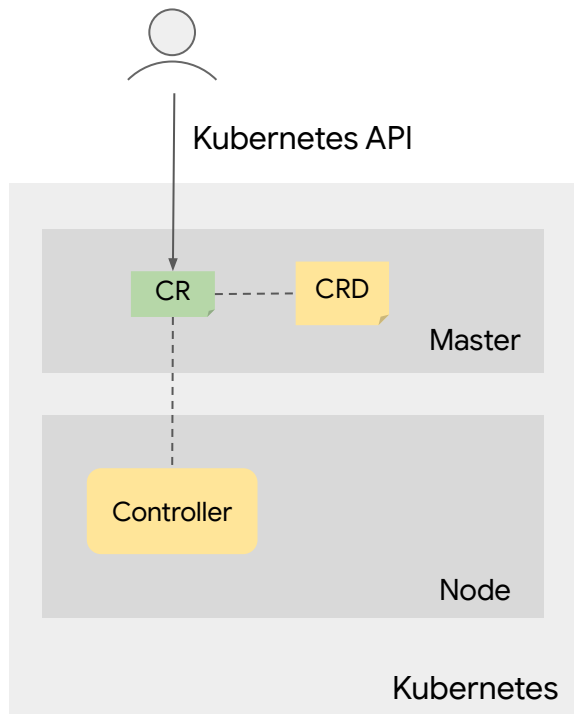 Kubernetes API
CR
CRD
Master
Controller
Node
Kubernetes